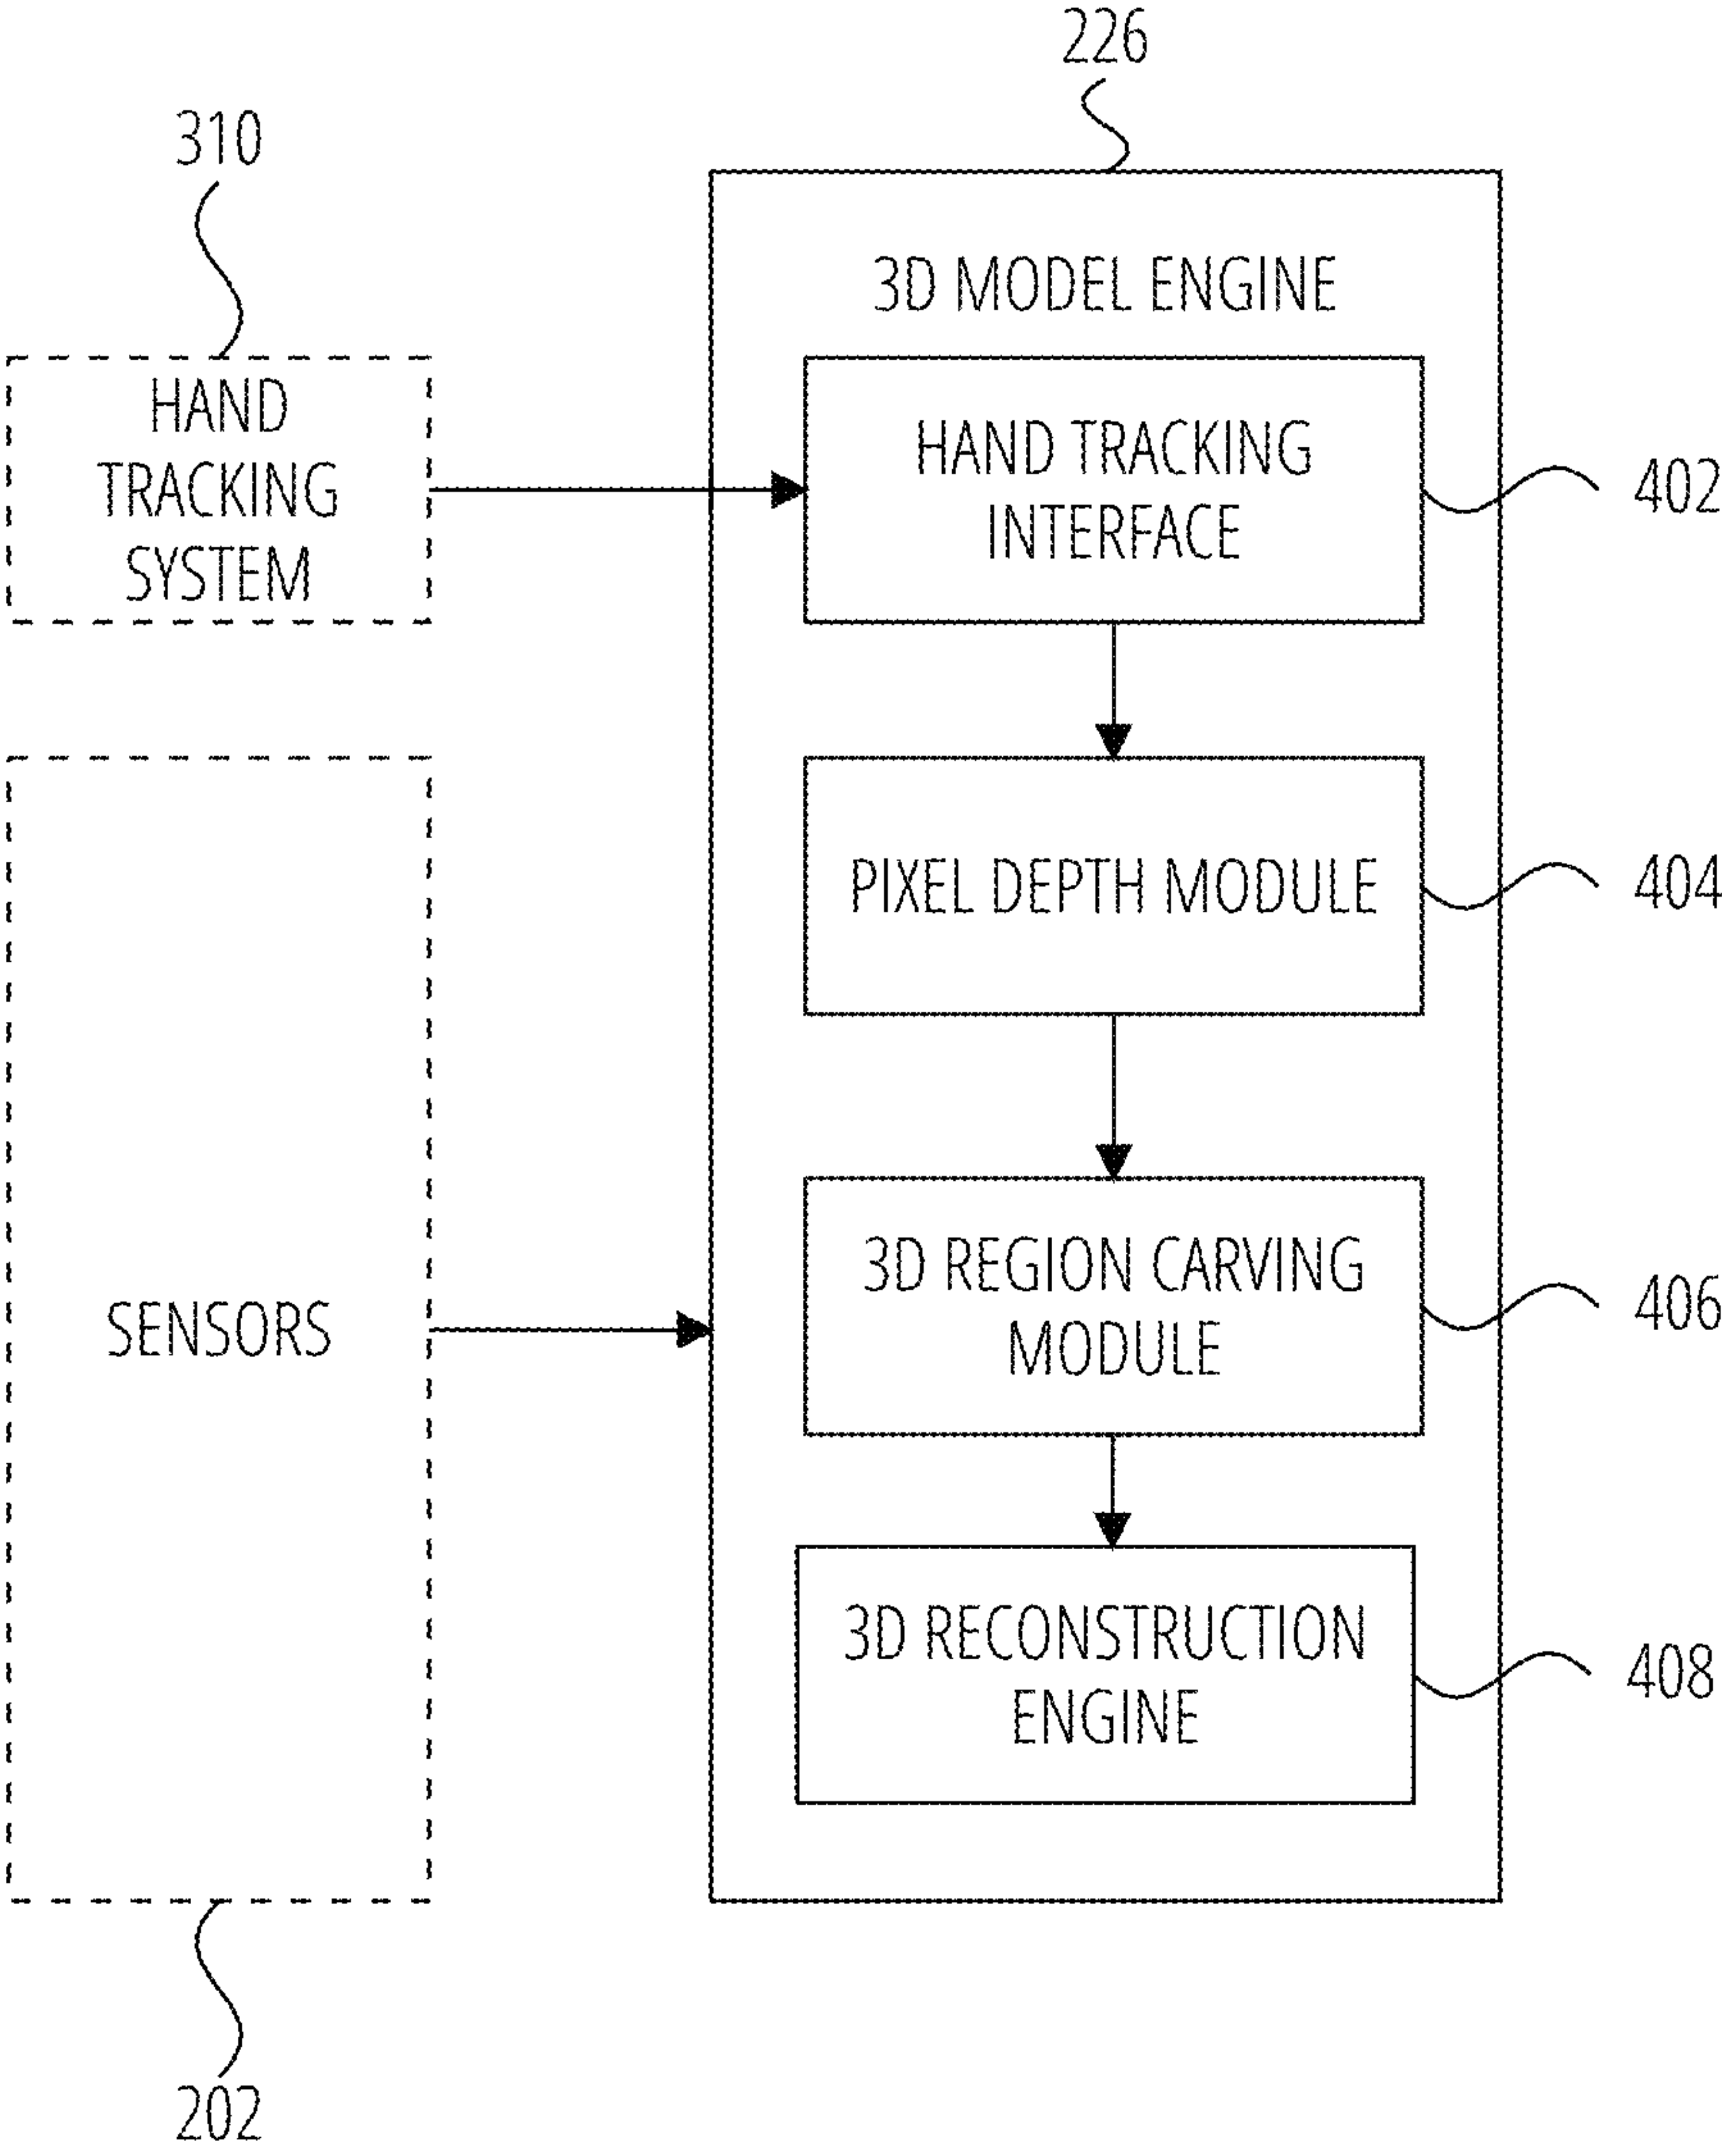 226
310
3D MODEL ENGINE
HAND
TRACKING
SYSTEM
HAND TRACKING
INTERFACE
402
PIXEL DEPTH MODULE
404
SENSORS
3D REGION CARVING
MODULE
406
3D RECONSTRUCTION
ENGINE
408
202